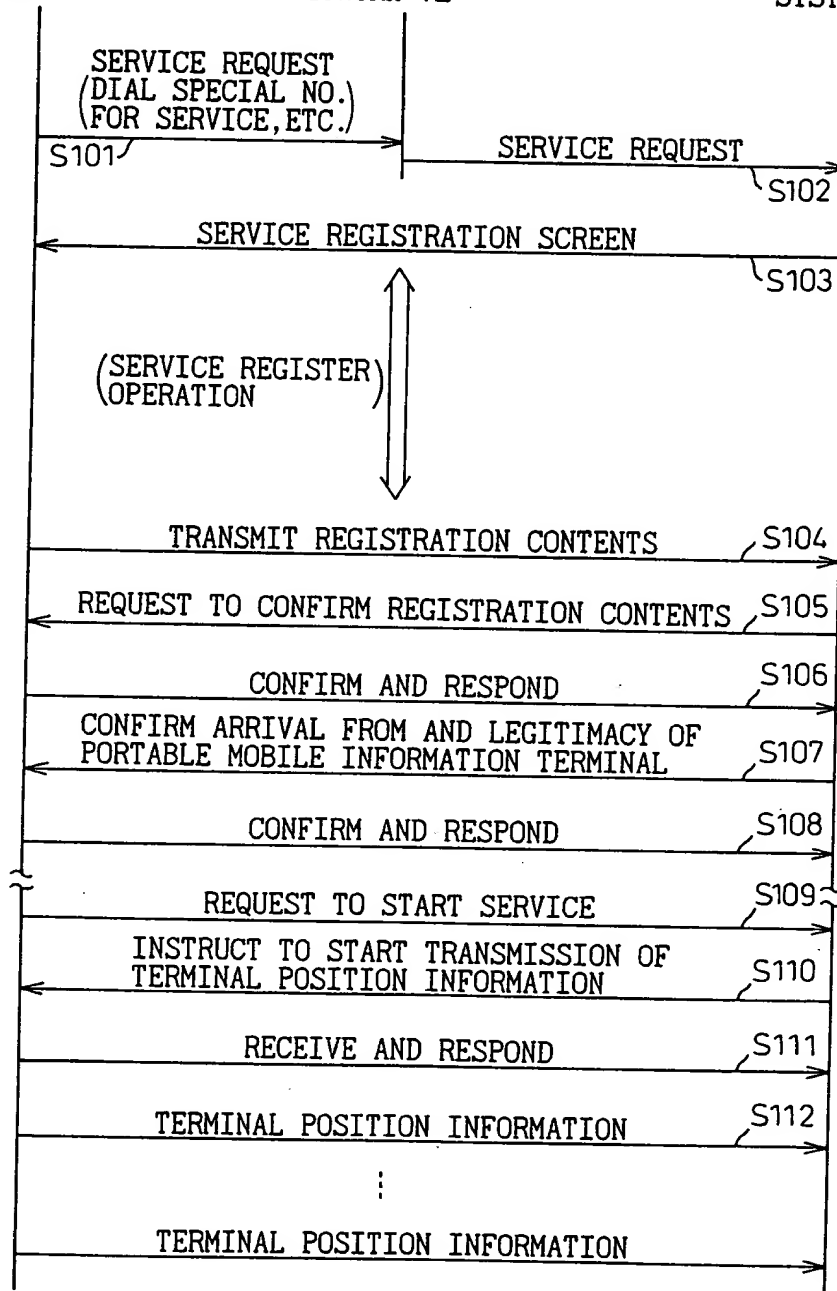 SERVICE REQUEST
(DIAL SPECIAL NO.)
(FOR SERVICE, ETC.)
S101
SERVICE REQUEST
S102
SERVICE REGISTRATION SCREEN
S103
(SERVICE REGISTER)
(OPERATION)
TRANSMIT REGISTRATION CONTENTS
S104
REQUEST TO CONFIRM REGISTRATION CONTENTS
S105
CONFIRM AND RESPOND
S106
CONFIRM ARRIVAL FROM AND LEGITIMACY OF
PORTABLE MOBILE INFORMATION TERMINAL
S107
CONFIRM AND RESPOND
S108
REQUEST TO START SERVICE
S109
INSTRUCT TO START TRANSMISSION OF
TERMINAL POSITION INFORMATION
S110
RECEIVE AND RESPOND
S111
TERMINAL POSITION INFORMATION
S112
TERMINAL POSITION INFORMATION